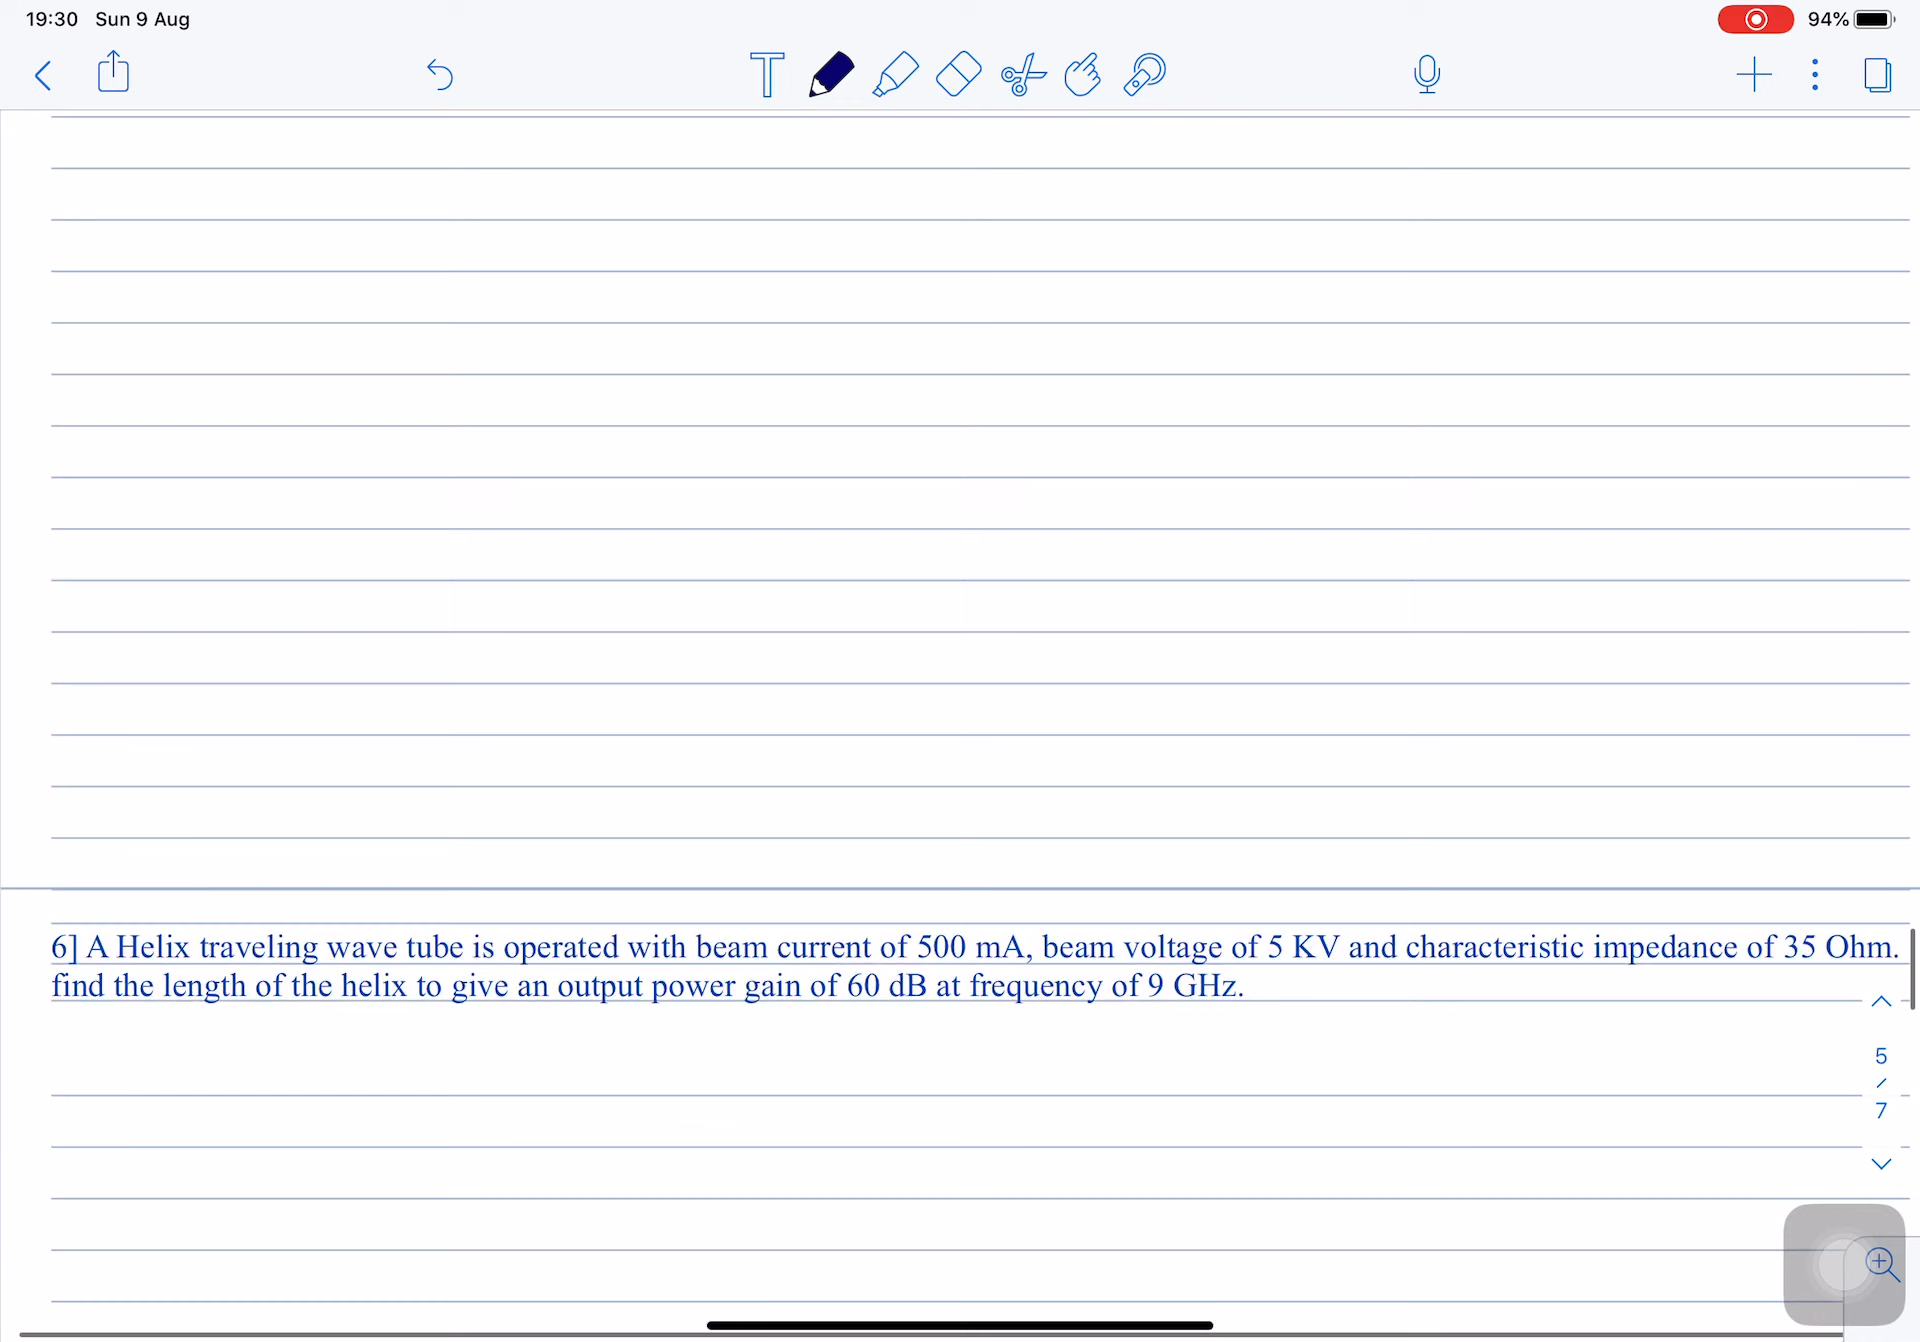 19:30 Sun 9 Aug
94%
T
6] A Helix traveling wave tube is operated with beam current of 500 mA, beam voltage of 5 KV and characteristic impedance of 35 Ohm.
find the length of the helix to give an output power gain of 60 dB at frequency of 9 GHz.
5
/
7